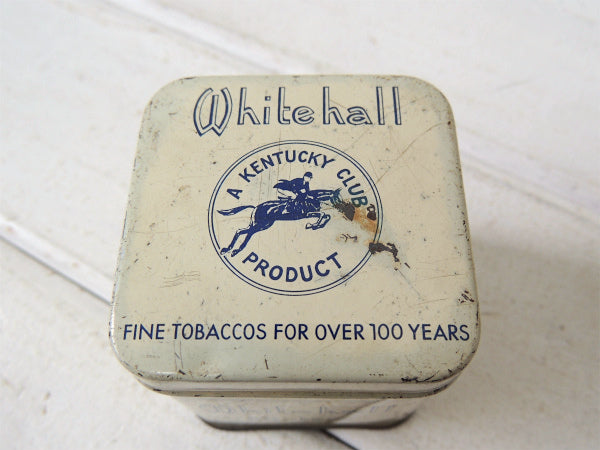 Whitehall
A KENTUCKY CLUB
PRODUCT
FINE TOBACCOS FOR OVER 100 YEARS